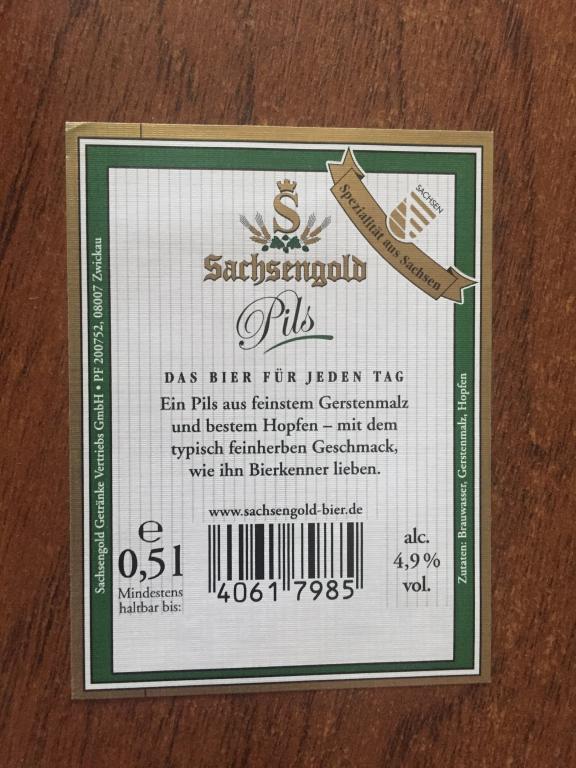 S
Sachsengold
Pils
Spezialität aus Sachsen
SACHSEN
DAS BIER FÜR JEDEN TAG
Ein Pils aus feinstem Gerstenmalz
und bestem Hopfen – mit dem
typisch feinherben Geschmack,
wie ihn Bierkenner lieben.
www.sachsengold-bier.de
e
0,5l
Mindestens
haltbar bis:
4061 7985
alc.
4,9%
vol.
Sachsengold Getränke Vertriebs GmbH • PF 200752, 08007 Zwickau
Zutaten: Brauwasser, Gerstenmalz, Hopfen